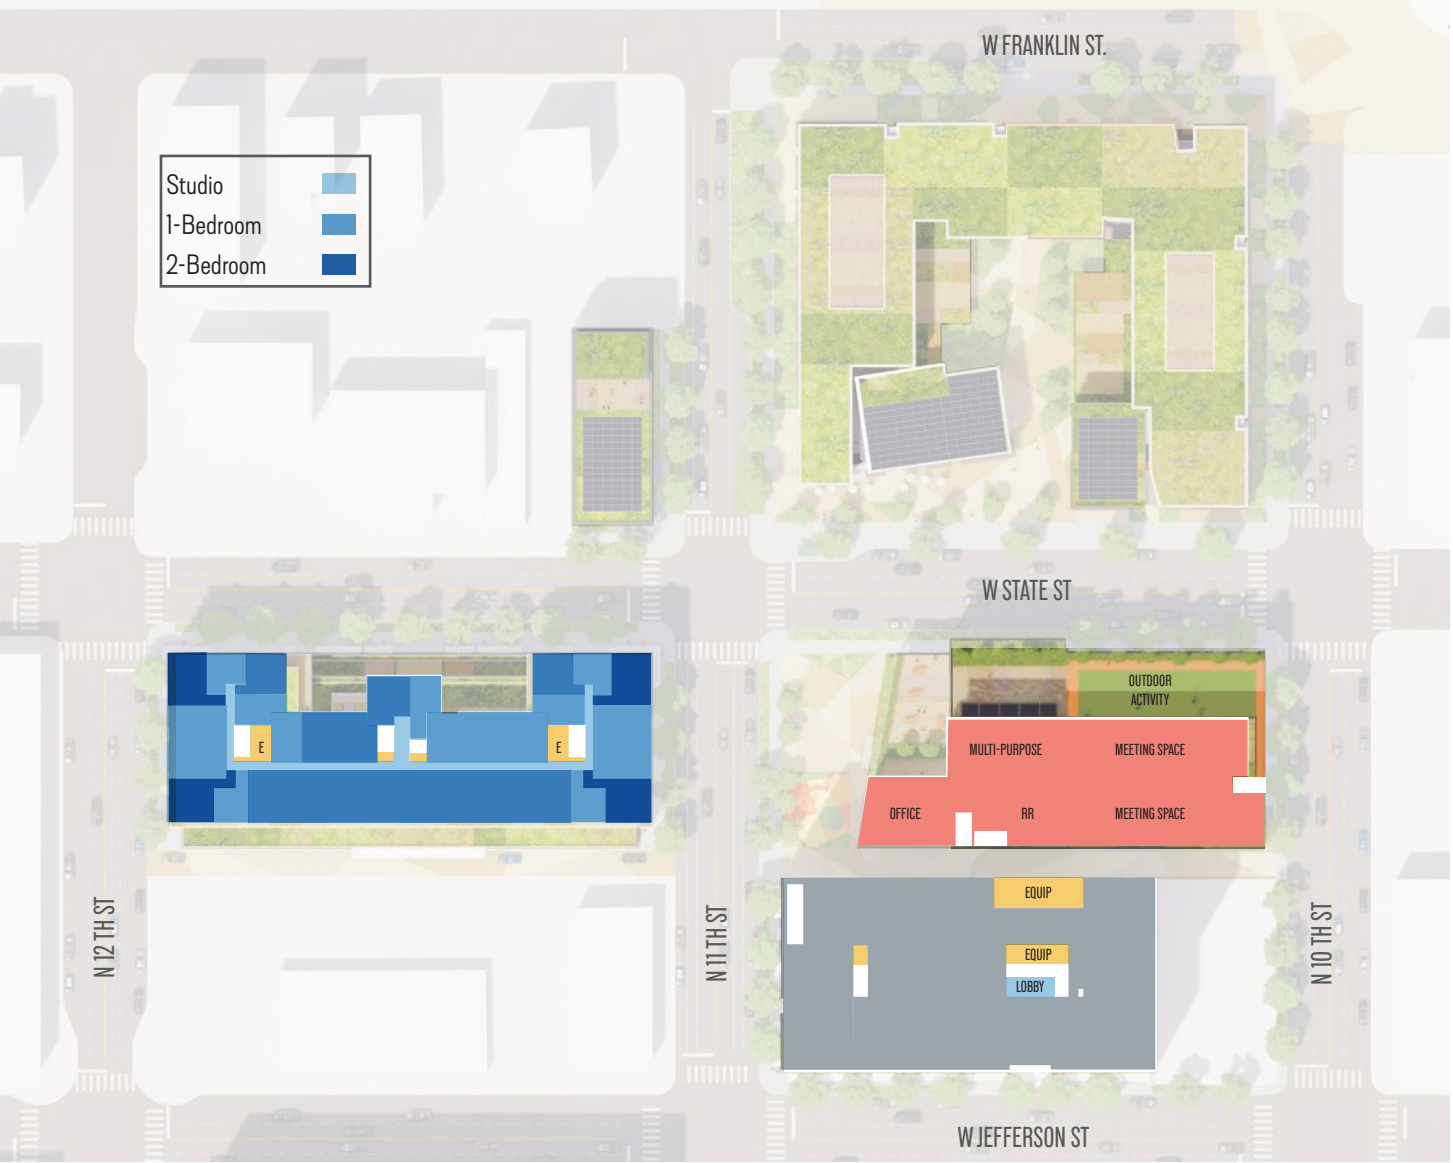 W FRANKLIN ST.
Studio
1-Bedroom
2-Bedroom
W STATE ST
OUTDOOR
ACTIVITY
E
E
MULTI-PURPOSE
MEETING SPACE
OFFICE
RR
MEETING SPACE
EQUIP
EQUIP
LOBBY
N 12 TH ST
N 11 TH ST
N 10 TH ST
W JEFFERSON ST